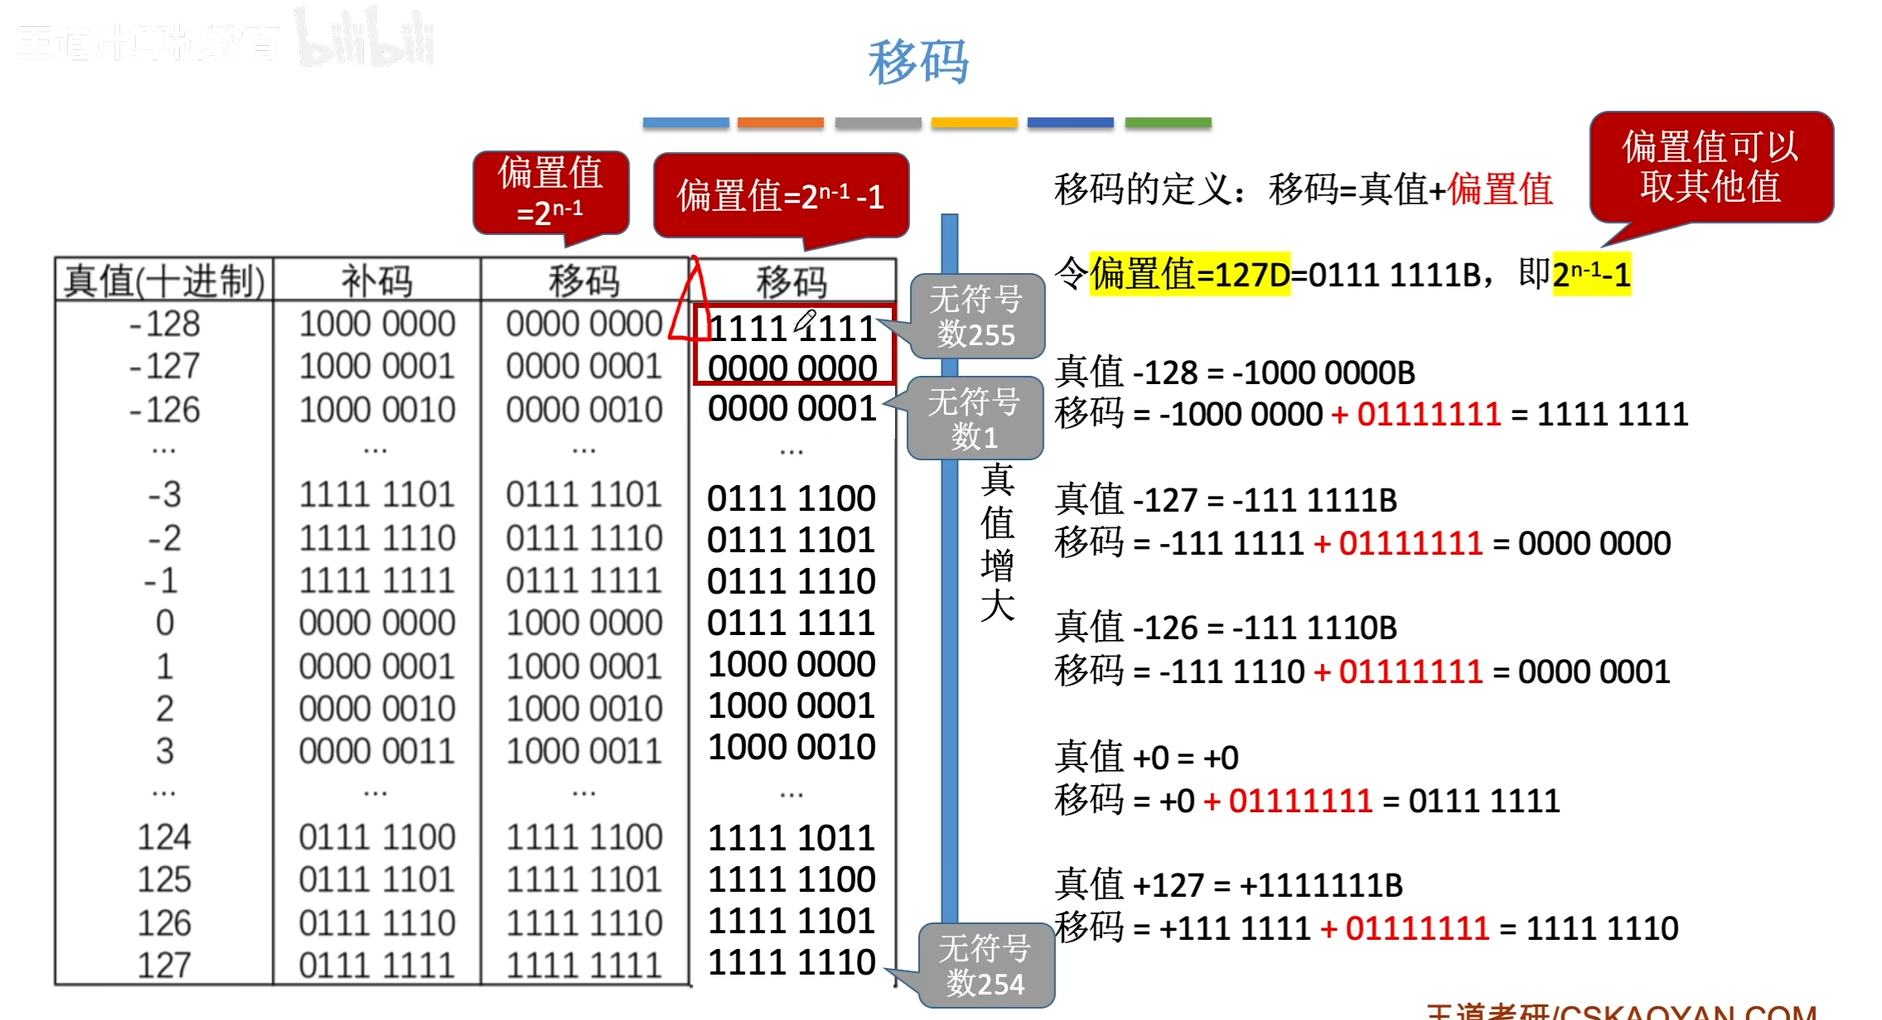 王道计算机教育 bilibili
移码
偏置值
=2ⁿ⁻¹
偏置值=2ⁿ⁻¹ -1
偏置值可以
取其他值
移码的定义：移码=真值+偏置值
令偏置值=127D=0111 1111B，即2ⁿ⁻¹-1
真值(十进制) 补码 移码 移码
-128 1000 0000 0000 0000 1111 1111
-127 1000 0001 0000 0001 0000 0000
-126 1000 0010 0000 0010 0000 0001
... ... ... ...
-3 1111 1101 0111 1101 0111 1100
-2 1111 1110 0111 1110 0111 1101
-1 1111 1111 0111 1111 0111 1110
0 0000 0000 1000 0000 0111 1111
1 0000 0001 1000 0001 1000 0000
2 0000 0010 1000 0010 1000 0001
3 0000 0011 1000 0011 1000 0010
... ... ... ...
124 0111 1100 1111 1100 1111 1011
125 0111 1101 1111 1101 1111 1100
126 0111 1110 1111 1110 1111 1101
127 0111 1111 1111 1111 1111 1110
无符号
数255
无符号
数1
真
值
增
大
无符号
数254
真值 -128 = -1000 0000B
移码 = -1000 0000 + 01111111 = 1111 1111
真值 -127 = -111 1111B
移码 = -111 1111 + 01111111 = 0000 0000
真值 -126 = -111 1110B
移码 = -111 1110 + 01111111 = 0000 0001
真值 +0 = +0
移码 = +0 + 01111111 = 0111 1111
真值 +127 = +1111111B
移码 = +111 1111 + 01111111 = 1111 1110
王道考研/CSKAOYAN.COM